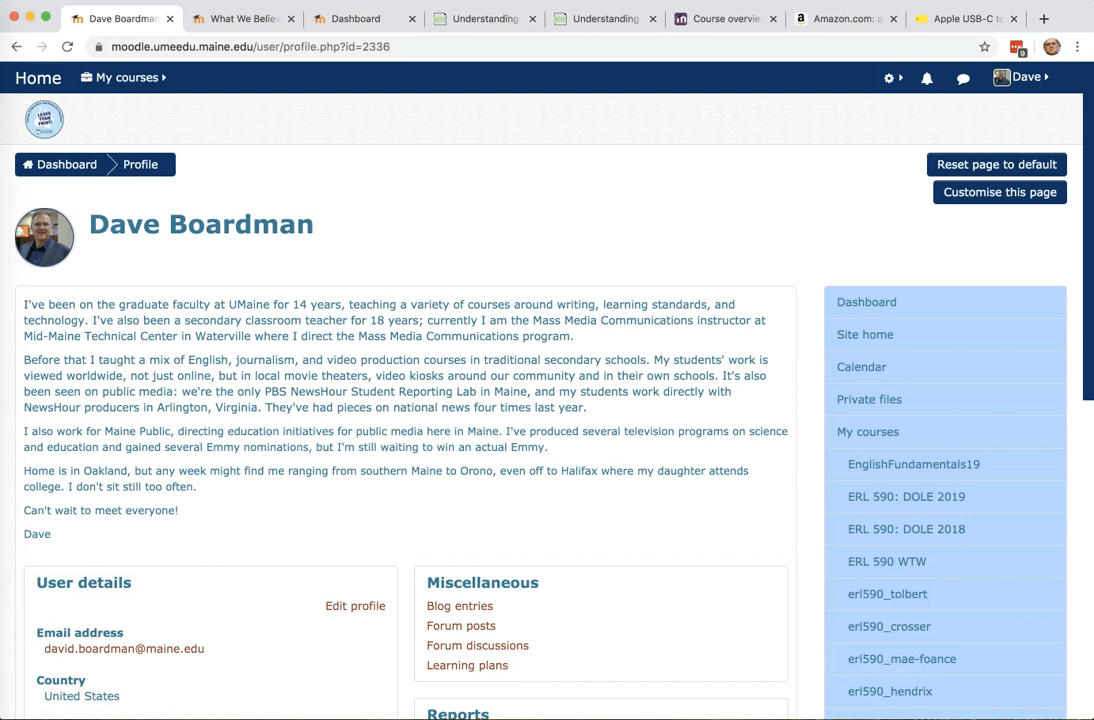 Dave Boardman
What We Believ
Dashboard
Understanding
Understanding
Course overvie
Amazon.com: a
Apple USB-C to
moodle.umeedu.maine.edu/user/profile.php?id=2336
9
Home
My courses
Dave
LEAVE
YOUR
PRINT!
Dashboard
Profile
Reset page to default
Customise this page
Dave Boardman
I've been on the graduate faculty at UMaine for 14 years, teaching a variety of courses around writing, learning standards, and
technology. I've also been a secondary classroom teacher for 18 years; currently I am the Mass Media Communications instructor at
Mid-Maine Technical Center in Waterville where I direct the Mass Media Communications program.
Before that I taught a mix of English, journalism, and video production courses in traditional secondary schools. My students' work is
viewed worldwide, not just online, but in local movie theaters, video kiosks around our community and in their own schools. It's also
been seen on public media: we're the only PBS NewsHour Student Reporting Lab in Maine, and my students work directly with
NewsHour producers in Arlington, Virginia. They've had pieces on national news four times last year.
I also work for Maine Public, directing education initiatives for public media here in Maine. I've produced several television programs on science
and education and gained several Emmy nominations, but I'm still waiting to win an actual Emmy.
Home is in Oakland, but any week might find me ranging from southern Maine to Orono, even off to Halifax where my daughter attends
college. I don't sit still too often.
Can't wait to meet everyone!
Dave
User details
Edit profile
Email address
david.boardman@maine.edu
Country
United States
Miscellaneous
Blog entries
Forum posts
Forum discussions
Learning plans
Reports
Dashboard
Site home
Calendar
Private files
My courses
EnglishFundamentals19
ERL 590: DOLE 2019
ERL 590: DOLE 2018
ERL 590 WTW
erl590_tolbert
erl590_crosser
erl590_mae-foance
erl590_hendrix